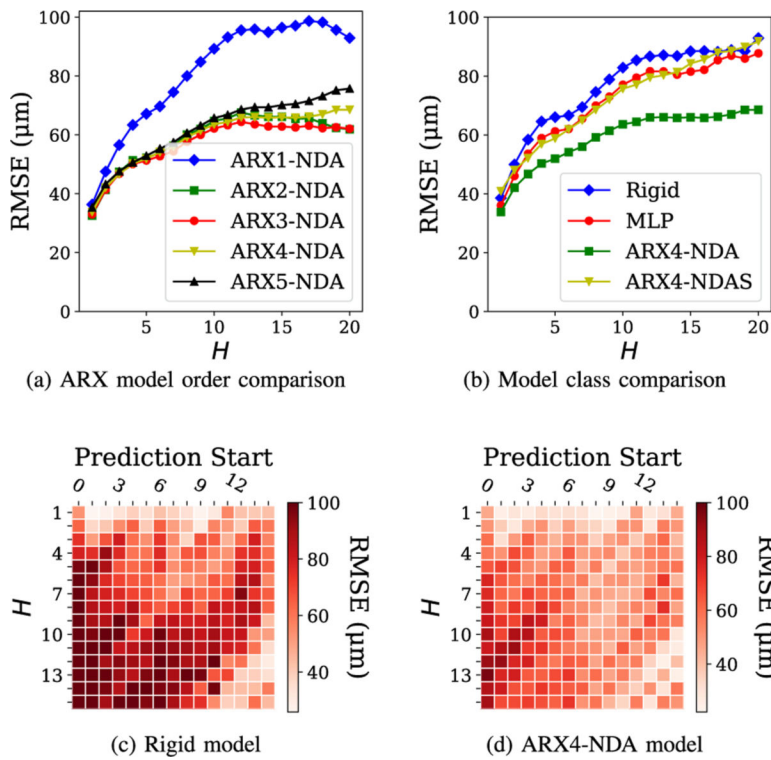 100
80
60
40
20
0
RMSE (μm)
ARX1-NDA
ARX2-NDA
ARX3-NDA
ARX4-NDA
ARX5-NDA
5 10 15 20
H
(a) ARX model order comparison
100
80
60
40
20
0
RMSE (μm)
Rigid
MLP
ARX4-NDA
ARX4-NDAS
5 10 15 20
H
(b) Model class comparison
Prediction Start
0 3 6 9 12
1
4
7
10
13
H
100
80
60
40
RMSE (μm)
(c) Rigid model
Prediction Start
0 3 6 9 12
1
4
7
10
13
H
100
80
60
40
RMSE (μm)
(d) ARX4-NDA model